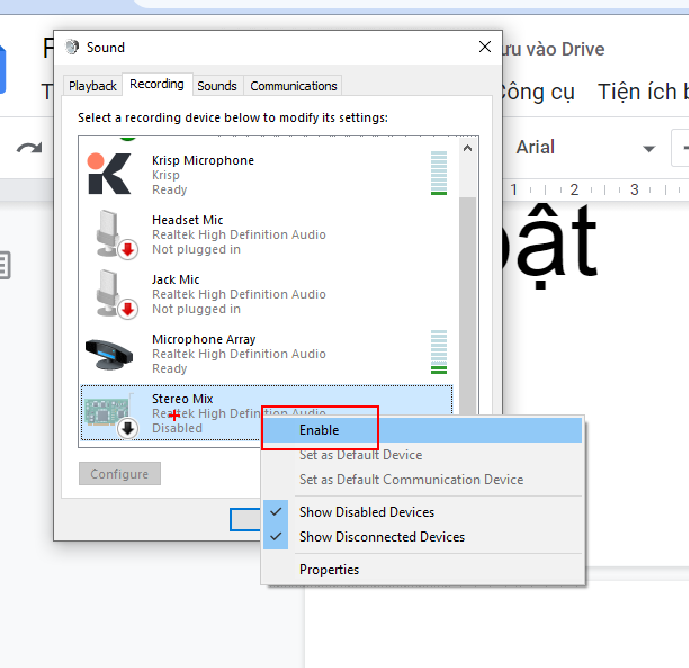 Sound
ưu vào Drive
Playback Recording Sounds Communications
Công cụ Tiện ích
Select a recording device below to modify its settings:
Arial
Krisp Microphone
Krisp
Ready
1 2 3
Headset Mic
Realtek High Definition Audio
Not plugged in
ật
Jack Mic
Realtek High Definition Audio
Not plugged in
Microphone Array
Realtek High Definition Audio
Ready
Stereo Mix
Realtek High Definition Audio
Disabled
Enable
Set as Default Device
Configure
Set as Default Communication Device
Show Disabled Devices
Show Disconnected Devices
Properties